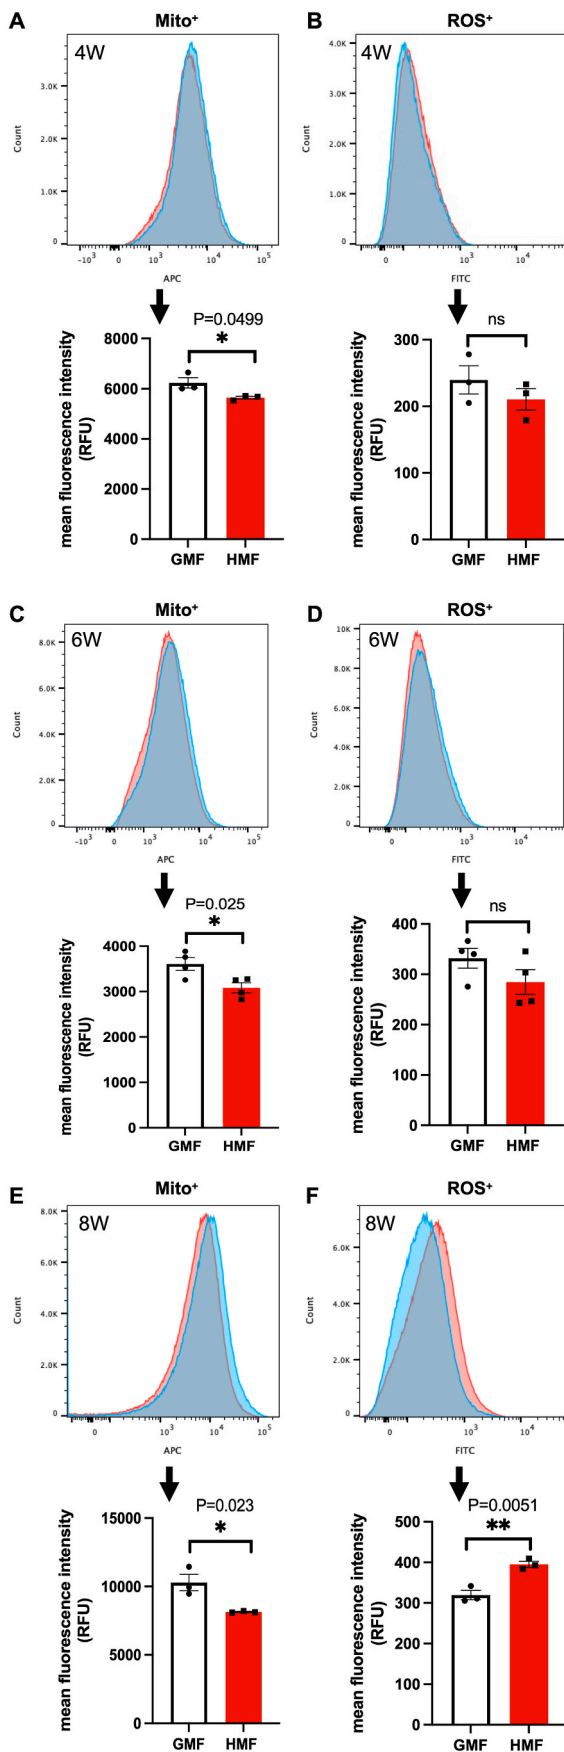 A
Mito⁺
B
ROS⁺
4W
3.0K
2.0K
1.0K
0
Count
-10³
0
10³
10⁴
10⁵
APC
4W
4.0K
3.0K
2.0K
1.0K
0
Count
0
10³
10⁴
FITC
P=0.0499
*
mean fluorescence intensity
(RFU)
8000
6000
4000
2000
0
GMF
HMF
ns
mean fluorescence intensity
(RFU)
300
200
100
0
GMF
HMF
C
Mito⁺
D
ROS⁺
6W
8.0K
6.0K
4.0K
2.0K
0
Count
-10³
0
10³
10⁴
10⁵
APC
6W
10K
8.0K
6.0K
4.0K
2.0K
0
Count
0
10³
10⁴
FITC
P=0.025
*
mean fluorescence intensity
(RFU)
4000
3000
2000
1000
0
GMF
HMF
ns
mean fluorescence intensity
(RFU)
400
300
200
100
0
GMF
HMF
E
Mito⁺
F
ROS⁺
8W
8.0K
6.0K
4.0K
2.0K
0
Count
0
10³
10⁴
10⁵
APC
8W
6.0K
4.0K
2.0K
0
Count
0
10³
10⁴
FITC
P=0.023
*
mean fluorescence intensity
(RFU)
15000
10000
5000
0
GMF
HMF
P=0.0051
**
mean fluorescence intensity
(RFU)
500
400
300
200
100
0
GMF
HMF